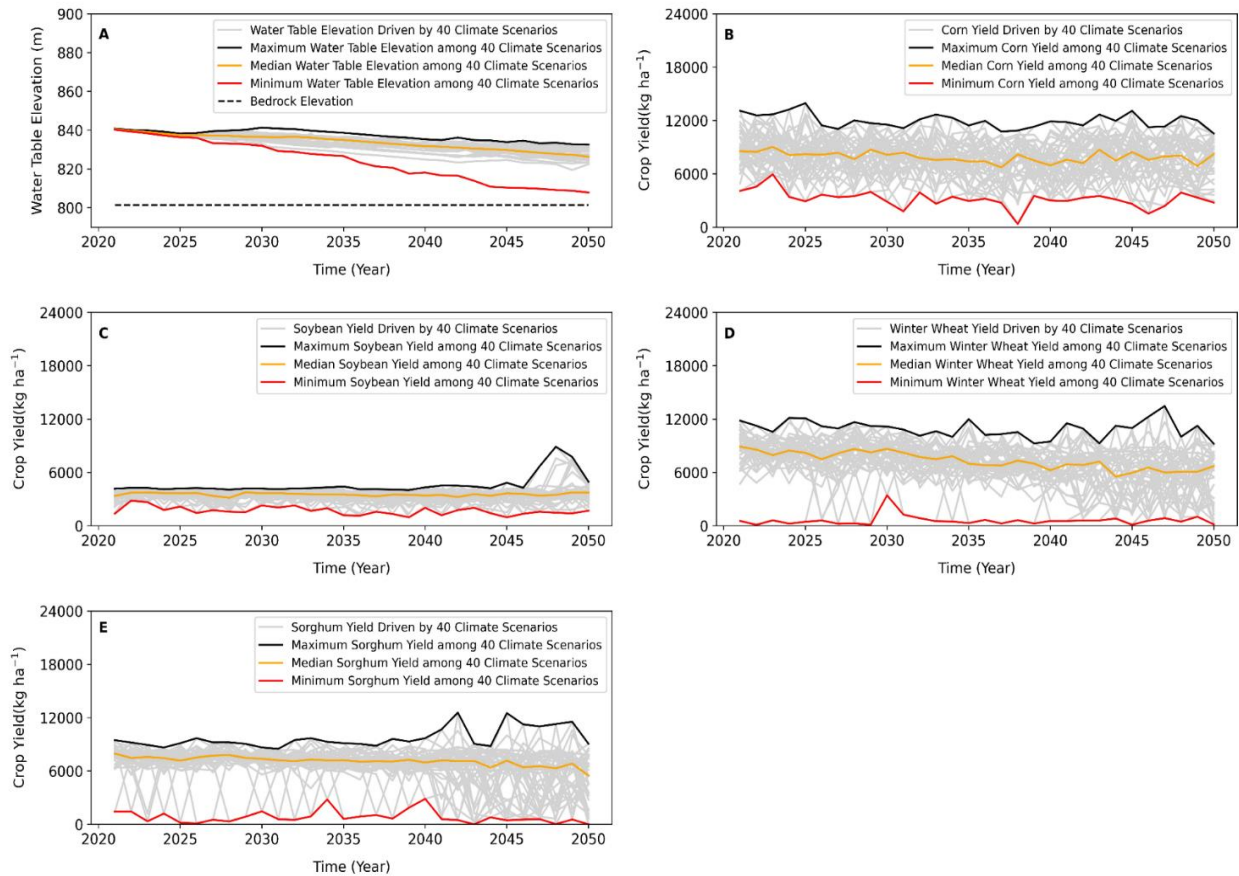 A
Water Table Elevation Driven by 40 Climate Scenarios
Maximum Water Table Elevation among 40 Climate Scenarios
Median Water Table Elevation among 40 Climate Scenarios
Minimum Water Table Elevation among 40 Climate Scenarios
Bedrock Elevation
Water Table Elevation (m)
900
880
860
840
820
800
2020 2025 2030 2035 2040 2045 2050
Time (Year)
B
Corn Yield Driven by 40 Climate Scenarios
Maximum Corn Yield among 40 Climate Scenarios
Median Corn Yield among 40 Climate Scenarios
Minimum Corn Yield among 40 Climate Scenarios
Crop Yield(kg ha⁻¹)
24000
18000
12000
6000
0
2020 2025 2030 2035 2040 2045 2050
Time (Year)
C
Soybean Yield Driven by 40 Climate Scenarios
Maximum Soybean Yield among 40 Climate Scenarios
Median Soybean Yield among 40 Climate Scenarios
Minimum Soybean Yield among 40 Climate Scenarios
Crop Yield(kg ha⁻¹)
24000
18000
12000
6000
0
2020 2025 2030 2035 2040 2045 2050
Time (Year)
D
Winter Wheat Yield Driven by 40 Climate Scenarios
Maximum Winter Wheat Yield among 40 Climate Scenarios
Median Winter Wheat Yield among 40 Climate Scenarios
Minimum Winter Wheat Yield among 40 Climate Scenarios
Crop Yield(kg ha⁻¹)
24000
18000
12000
6000
0
2020 2025 2030 2035 2040 2045 2050
Time (Year)
E
Sorghum Yield Driven by 40 Climate Scenarios
Maximum Sorghum Yield among 40 Climate Scenarios
Median Sorghum Yield among 40 Climate Scenarios
Minimum Sorghum Yield among 40 Climate Scenarios
Crop Yield(kg ha⁻¹)
24000
18000
12000
6000
0
2020 2025 2030 2035 2040 2045 2050
Time (Year)